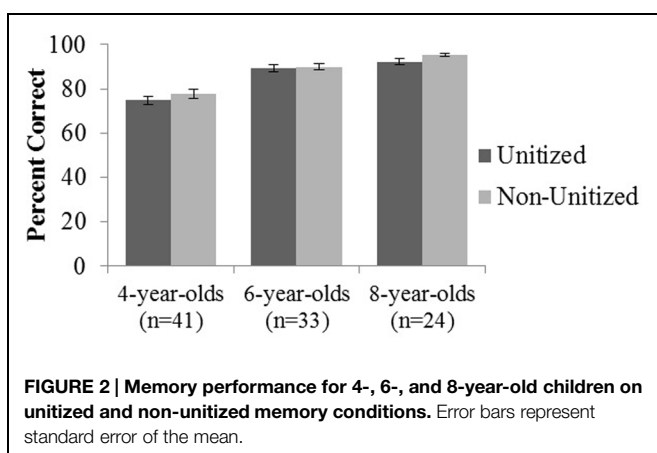 100
80
60
40
20
0
Percent Correct
Unitized
Non-Unitized
4-year-olds
(n=41)
6-year-olds
(n=33)
8-year-olds
(n=24)
FIGURE 2 | Memory performance for 4-, 6-, and 8-year-old children on
unitized and non-unitized memory conditions. Error bars represent
standard error of the mean.